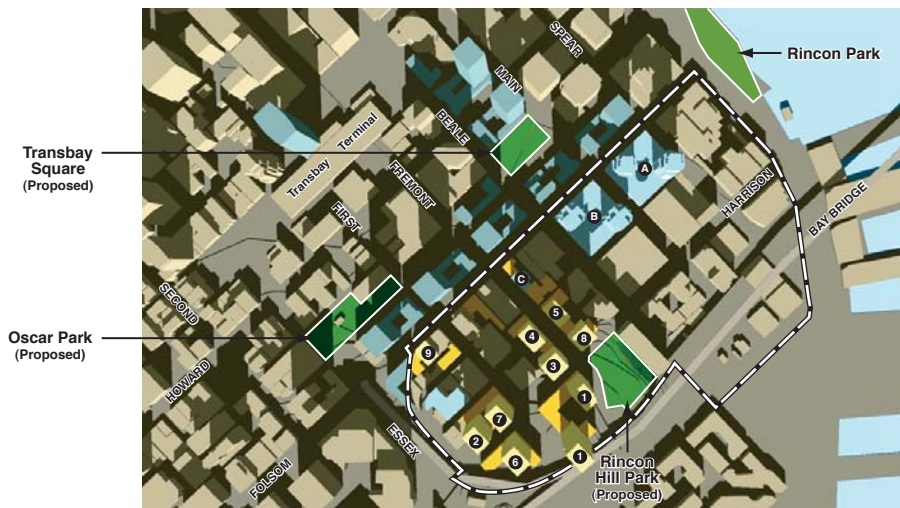 SPEAR
Rincon Park
MAIN
BEALE
Transbay Terminal
Transbay
Square
(Proposed)
FREMONT
A
HARRISON
FIRST
B
BAY BRIDGE
C
SECOND
5
Oscar Park
(Proposed)
4
8
9
3
HOWARD
1
7
2
ESSEX
6
1
Rincon
Hill Park
(Proposed)
FOLSOM